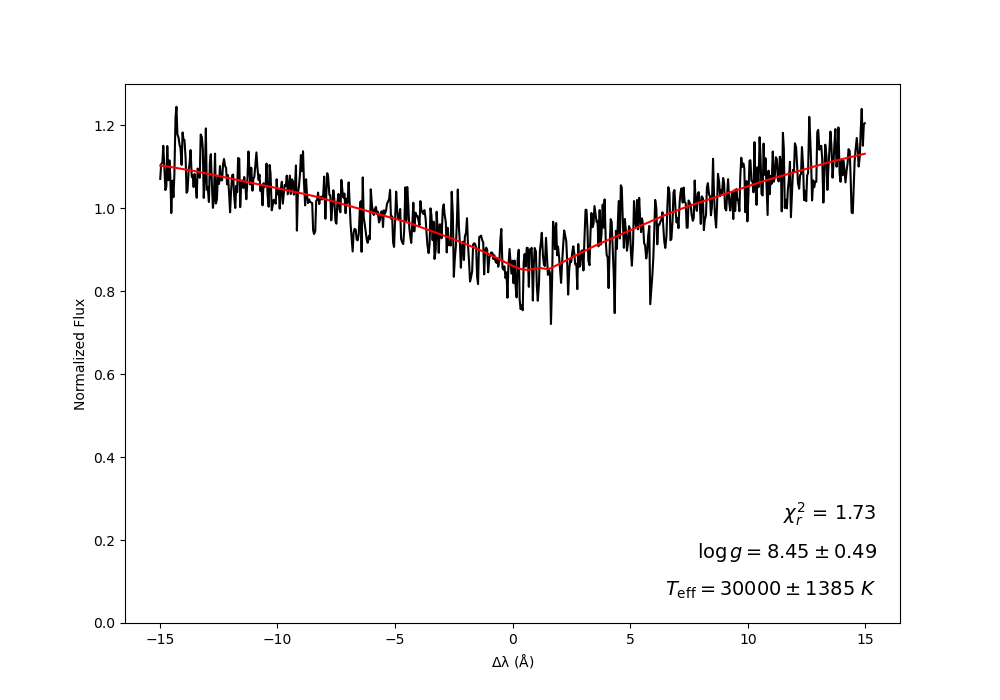 1.2
1.0
0.8
0.6
0.4
0.2
0.0
Normalized Flux
χ²ᵣ = 1.73
log g = 8.45 ± 0.49
T_eff = 30000 ± 1385 K
−15 −10 −5 0 5 10 15
Δλ (Å)